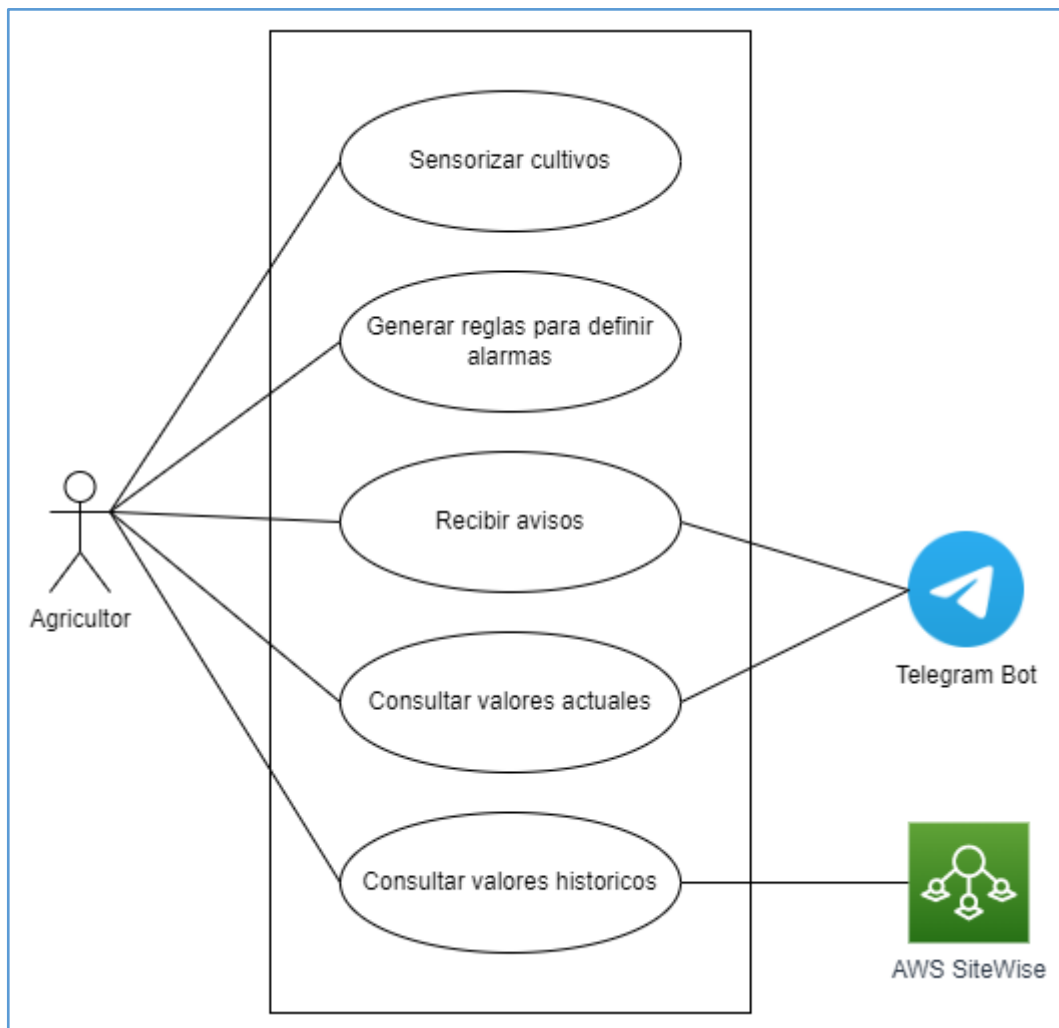 Sensorizar cultivos
Generar reglas para definir
alarmas
Recibir avisos
Agricultor
Consultar valores actuales
Telegram Bot
Consultar valores historicos
AWS SiteWise